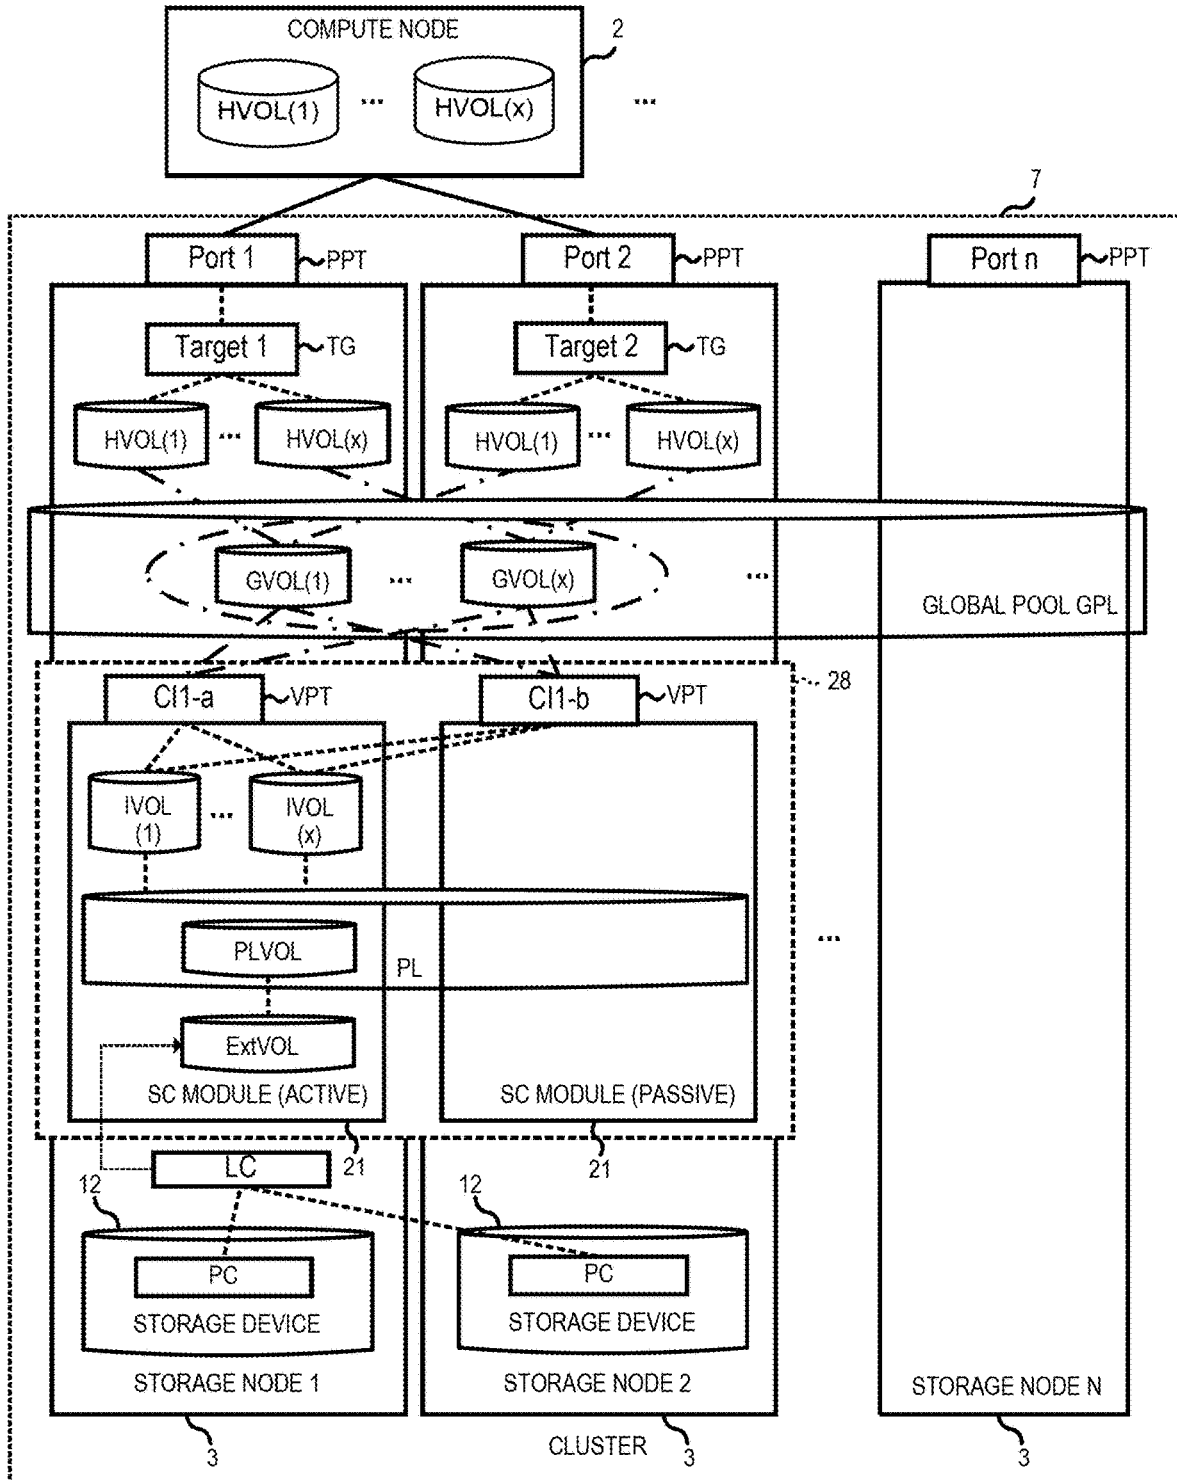 COMPUTE NODE
2
HVOL(1) ... HVOL(x) ...
7
Port 1 PPT Port 2 PPT Port n PPT
Target 1 TG Target 2 TG
HVOL(1) ... HVOL(x) HVOL(1) ... HVOL(x)
GVOL(1) ... GVOL(x) ...
GLOBAL POOL GPL
28
CI1-a VPT CI1-b VPT
IVOL (1) ... IVOL (x)
PLVOL
PL
...
ExtVOL
SC MODULE (ACTIVE) SC MODULE (PASSIVE)
21 21
LC
12 12
PC PC
STORAGE DEVICE STORAGE DEVICE
STORAGE NODE 1 STORAGE NODE 2 STORAGE NODE N
3 3 3
CLUSTER